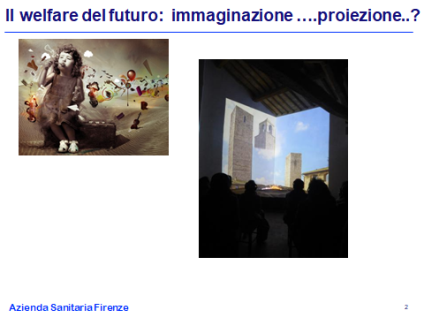 Il welfare del futuro: immaginazione ....proiezione..?
Azienda Sanitaria Firenze
2